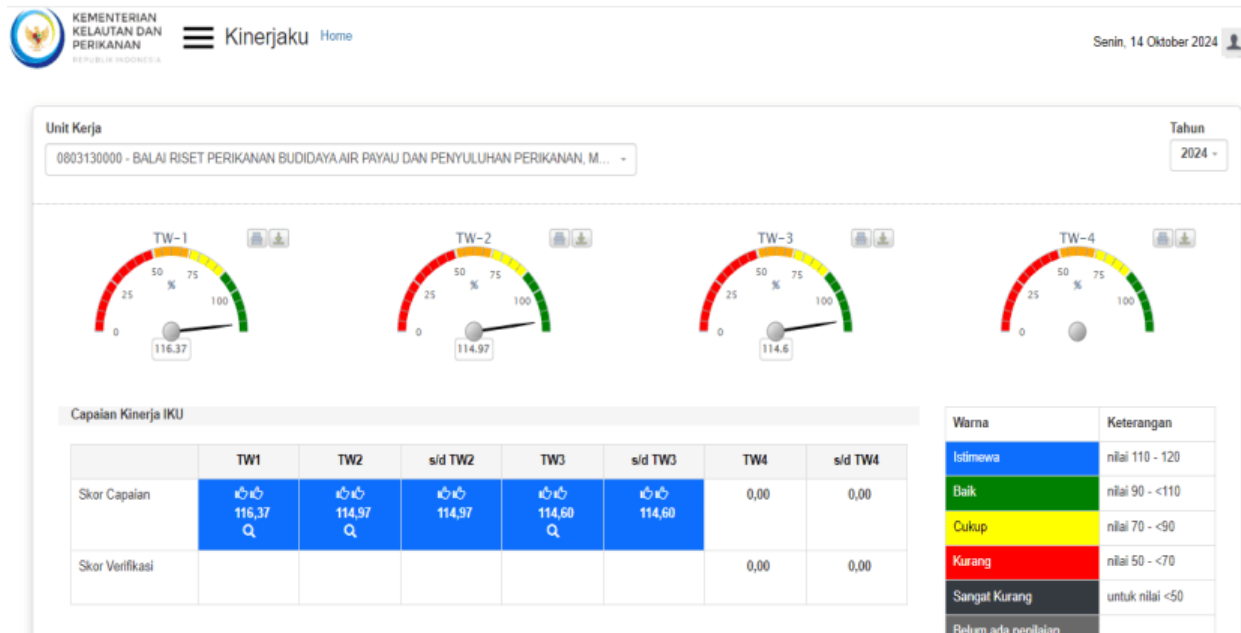 KEMENTERIAN
KELAUTAN DAN
PERIKANAN
REPUBLIK INDONESIA
Kinerjaku Home
Senin, 14 Oktober 2024
Unit Kerja
Tahun
0803130000 - BALAI RISET PERIKANAN BUDIDAYA AIR PAYAU DAN PENYULUHAN PERIKANAN, M...
2024
TW-1
0 25 50 75 100
%
116.37
TW-2
0 25 50 75 100
%
114.97
TW-3
0 25 50 75 100
%
114.6
TW-4
0 25 50 75 100
%
Capaian Kinerja IKU
TW1 TW2 s/d TW2 TW3 s/d TW3 TW4 s/d TW4
Skor Capaian 116,37 114,97 114,97 114,60 114,60 0,00 0,00
Skor Verifikasi 0,00 0,00
Warna Keterangan
Istimewa nilai 110 - 120
Baik nilai 90 - <110
Cukup nilai 70 - <90
Kurang nilai 50 - <70
Sangat Kurang untuk nilai <50
Belum ada penilaian